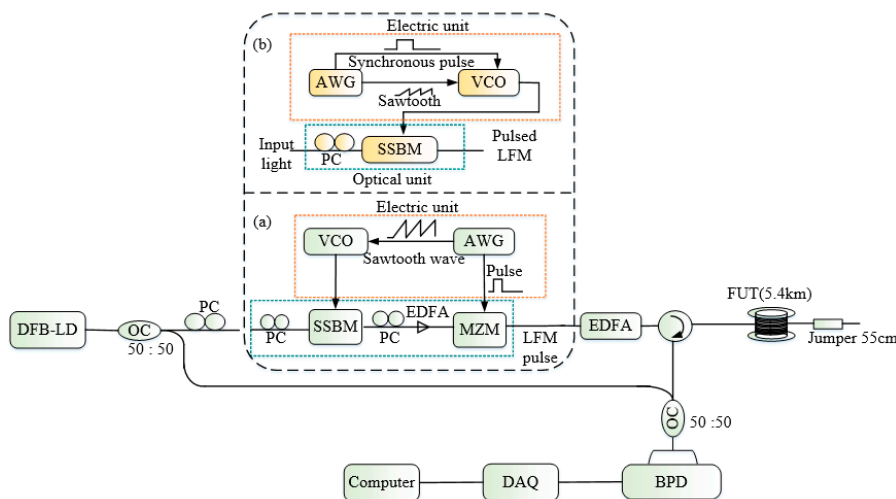 (b)
Electric unit
Synchronous pulse
AWG
VCO
Sawtooth
Input
light
PC
SSBM
Pulsed
LFM
Optical unit
(a)
Electric unit
VCO
AWG
Sawtooth wave
Pulse
DFB-LD
OC
50 : 50
PC
PC
SSBM
PC
EDFA
MZM
LFM
pulse
EDFA
FUT(5.4km)
Jumper 55cm
OC
50 :50
Computer
DAQ
BPD